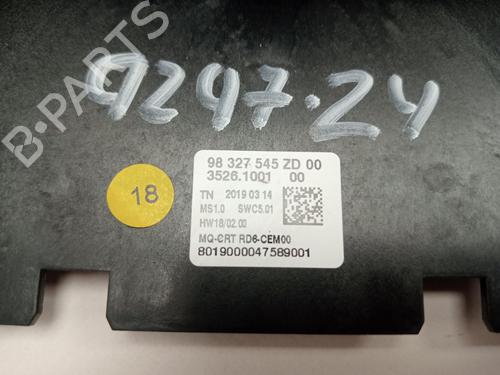 9247.24
B-PARTS
18
98 327 545 ZD 00
3526.1001 00
TN 2019 03 14
MS1.0 SWC5.01
HW18/02.00
MQ-CRT RD6-CEM00
8019000047589001